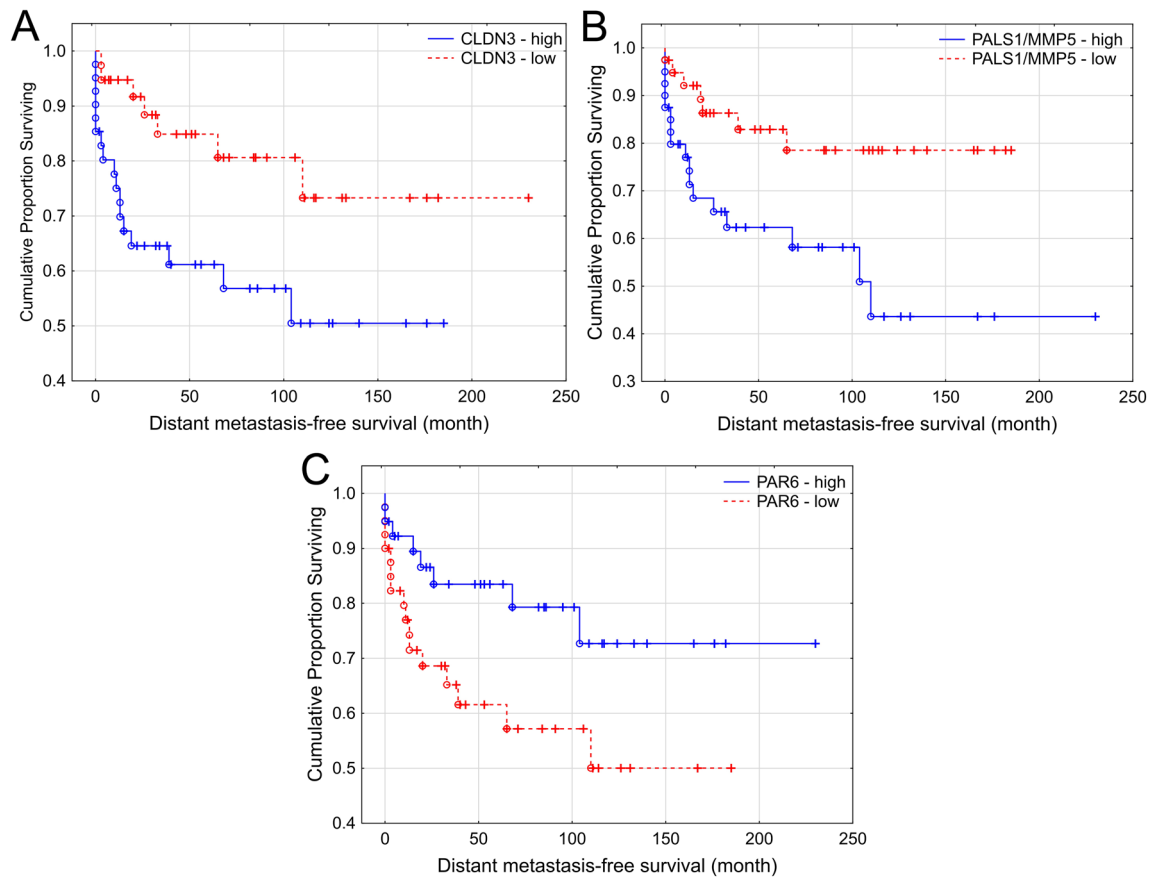 A
CLDN3 - high
CLDN3 - low
1.0
0.9
0.8
0.7
0.6
0.5
0.4
Cumulative Proportion Surviving
0 50 100 150 200 250
Distant metastasis-free survival (month)
B
PALS1/MMP5 - high
PALS1/MMP5 - low
1.0
0.9
0.8
0.7
0.6
0.5
0.4
0.3
Cumulative Proportion Surviving
0 50 100 150 200 250
Distant metastasis-free survival (month)
C
PAR6 - high
PAR6 - low
1.0
0.9
0.8
0.7
0.6
0.5
0.4
Cumulative Proportion Surviving
0 50 100 150 200 250
Distant metastasis-free survival (month)